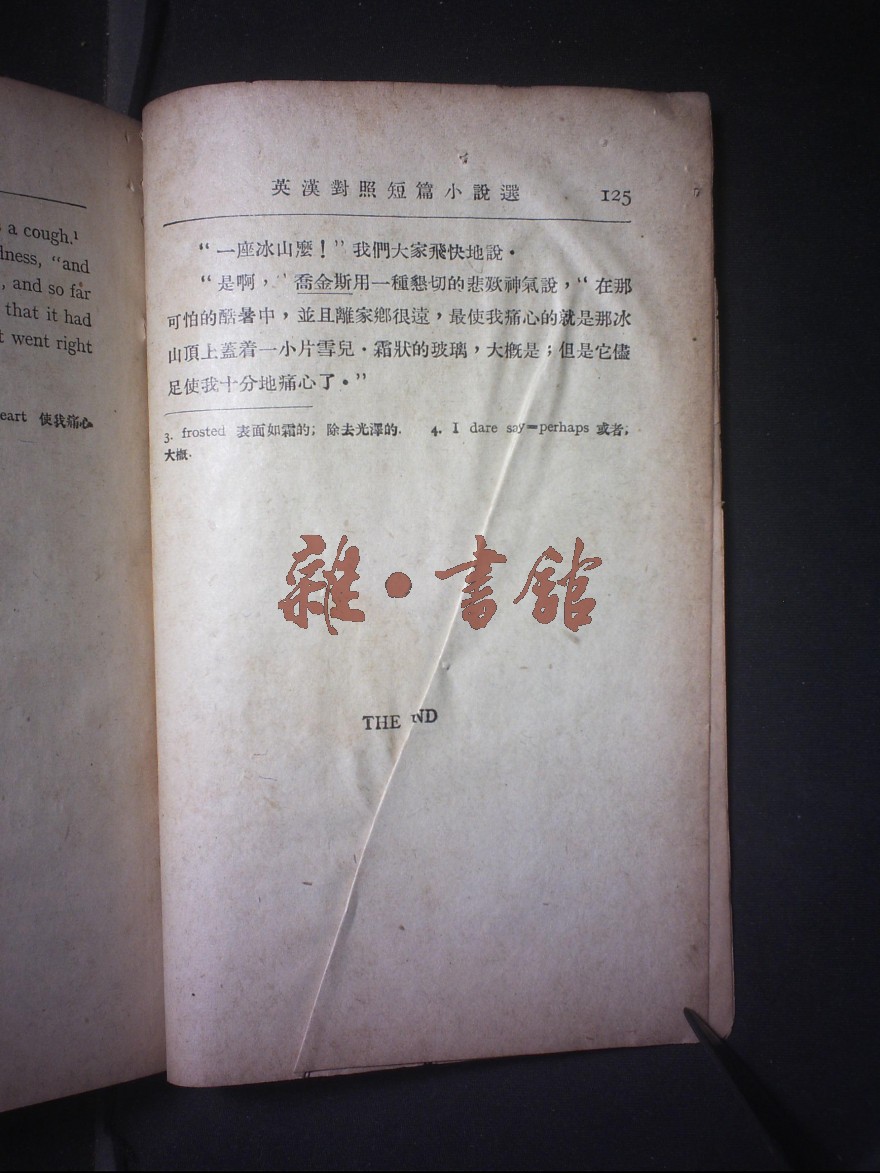 a cough.¹
dness, “and
, and so far
that it had
t went right
eart 使我痛心
英漢對照短篇小說選 125
“一座冰山麼！”我們大家飛快地說．
“是啊，”喬金斯用一種懇切的悲歎神氣說，“在那
可怕的酷暑中，並且離家鄉很遠，最使我痛心的就是那冰
山頂上蓋着一小片雪兒．霜狀的玻璃，大概是；但是它儘
足使我十分地痛心了．”
3. frosted 表面如霜的；除去光澤的． 4. I dare say=perhaps 或者；
大概．
雜•書館
THE ND